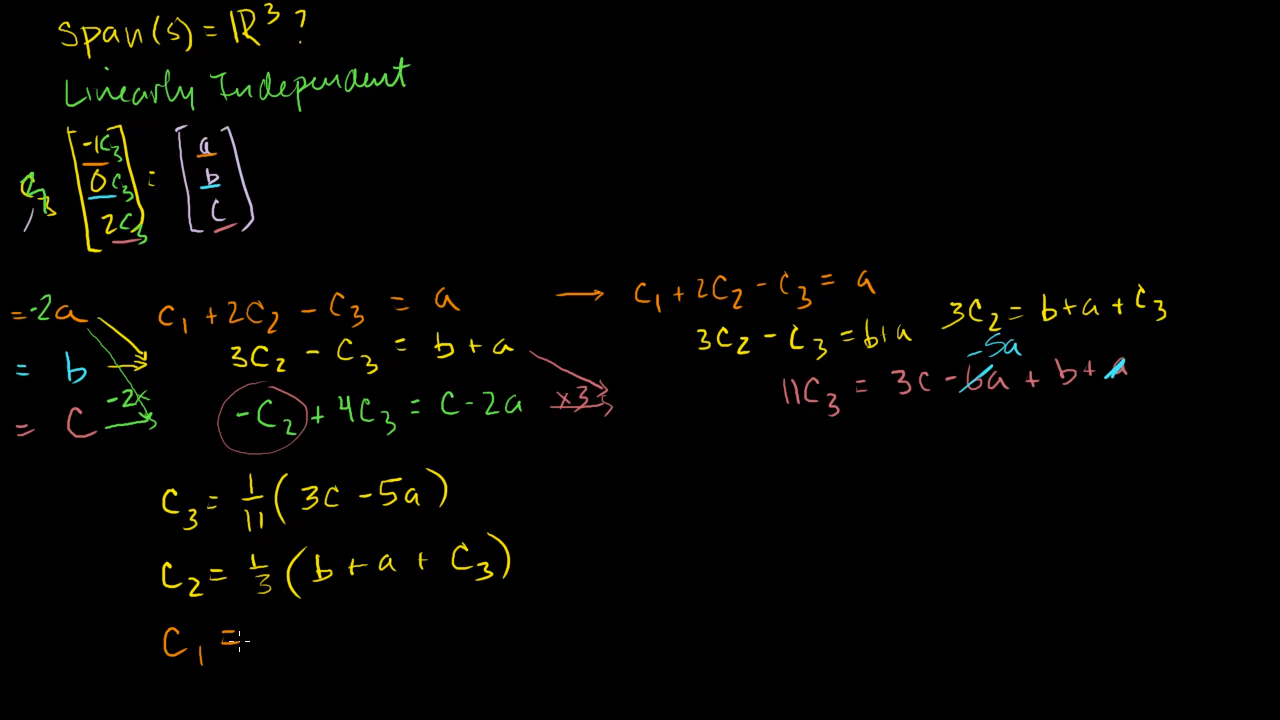 Span(s) = ℝ³ ?
Linearly Independent
-1c₃ a
c₃ 0c₃ = b
2c₃ c
= -2a c₁ + 2c₂ - c₃ = a → c₁ + 2c₂ - c₃ = a
= b 3c₂ - c₃ = b + a 3c₂ - c₃ = b+a 3c₂ = b + a + c₃
-5a
= c -2x -c₂ + 4c₃ = c - 2a x3 11c₃ = 3c - 6a + b + a
c₃ = 1/11 (3c - 5a)
c₂ = 1/3 (b + a + c₃)
c₁ =